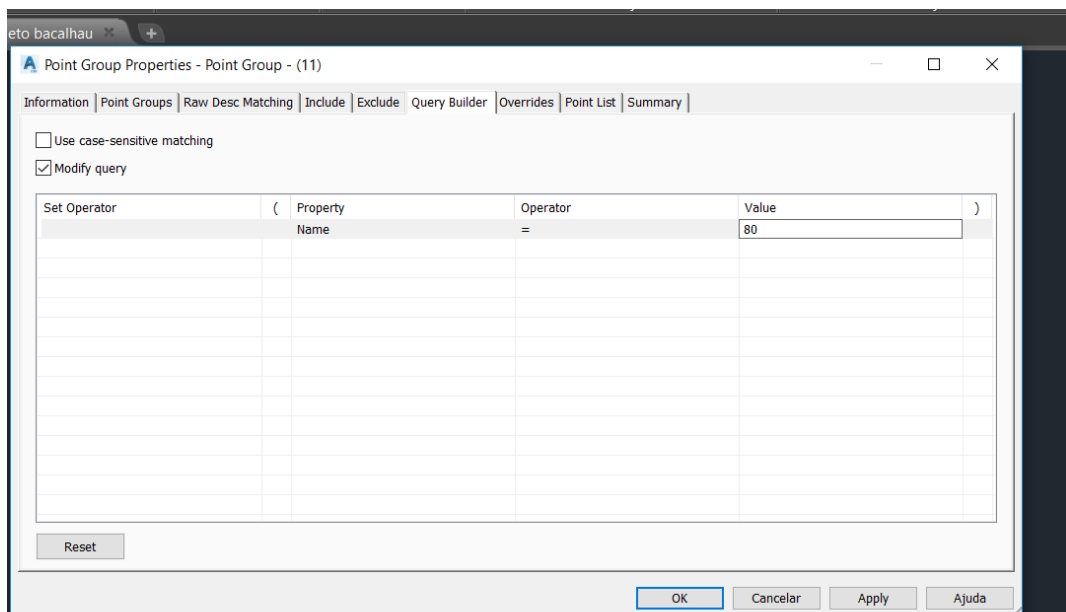 eto bacalhau
Point Group Properties - Point Group - (11)
Information Point Groups Raw Desc Matching Include Exclude Query Builder Overrides Point List Summary
Use case-sensitive matching
Modify query
Set Operator ( Property Operator Value )
Name = 80
Reset
OK Cancelar Apply Ajuda